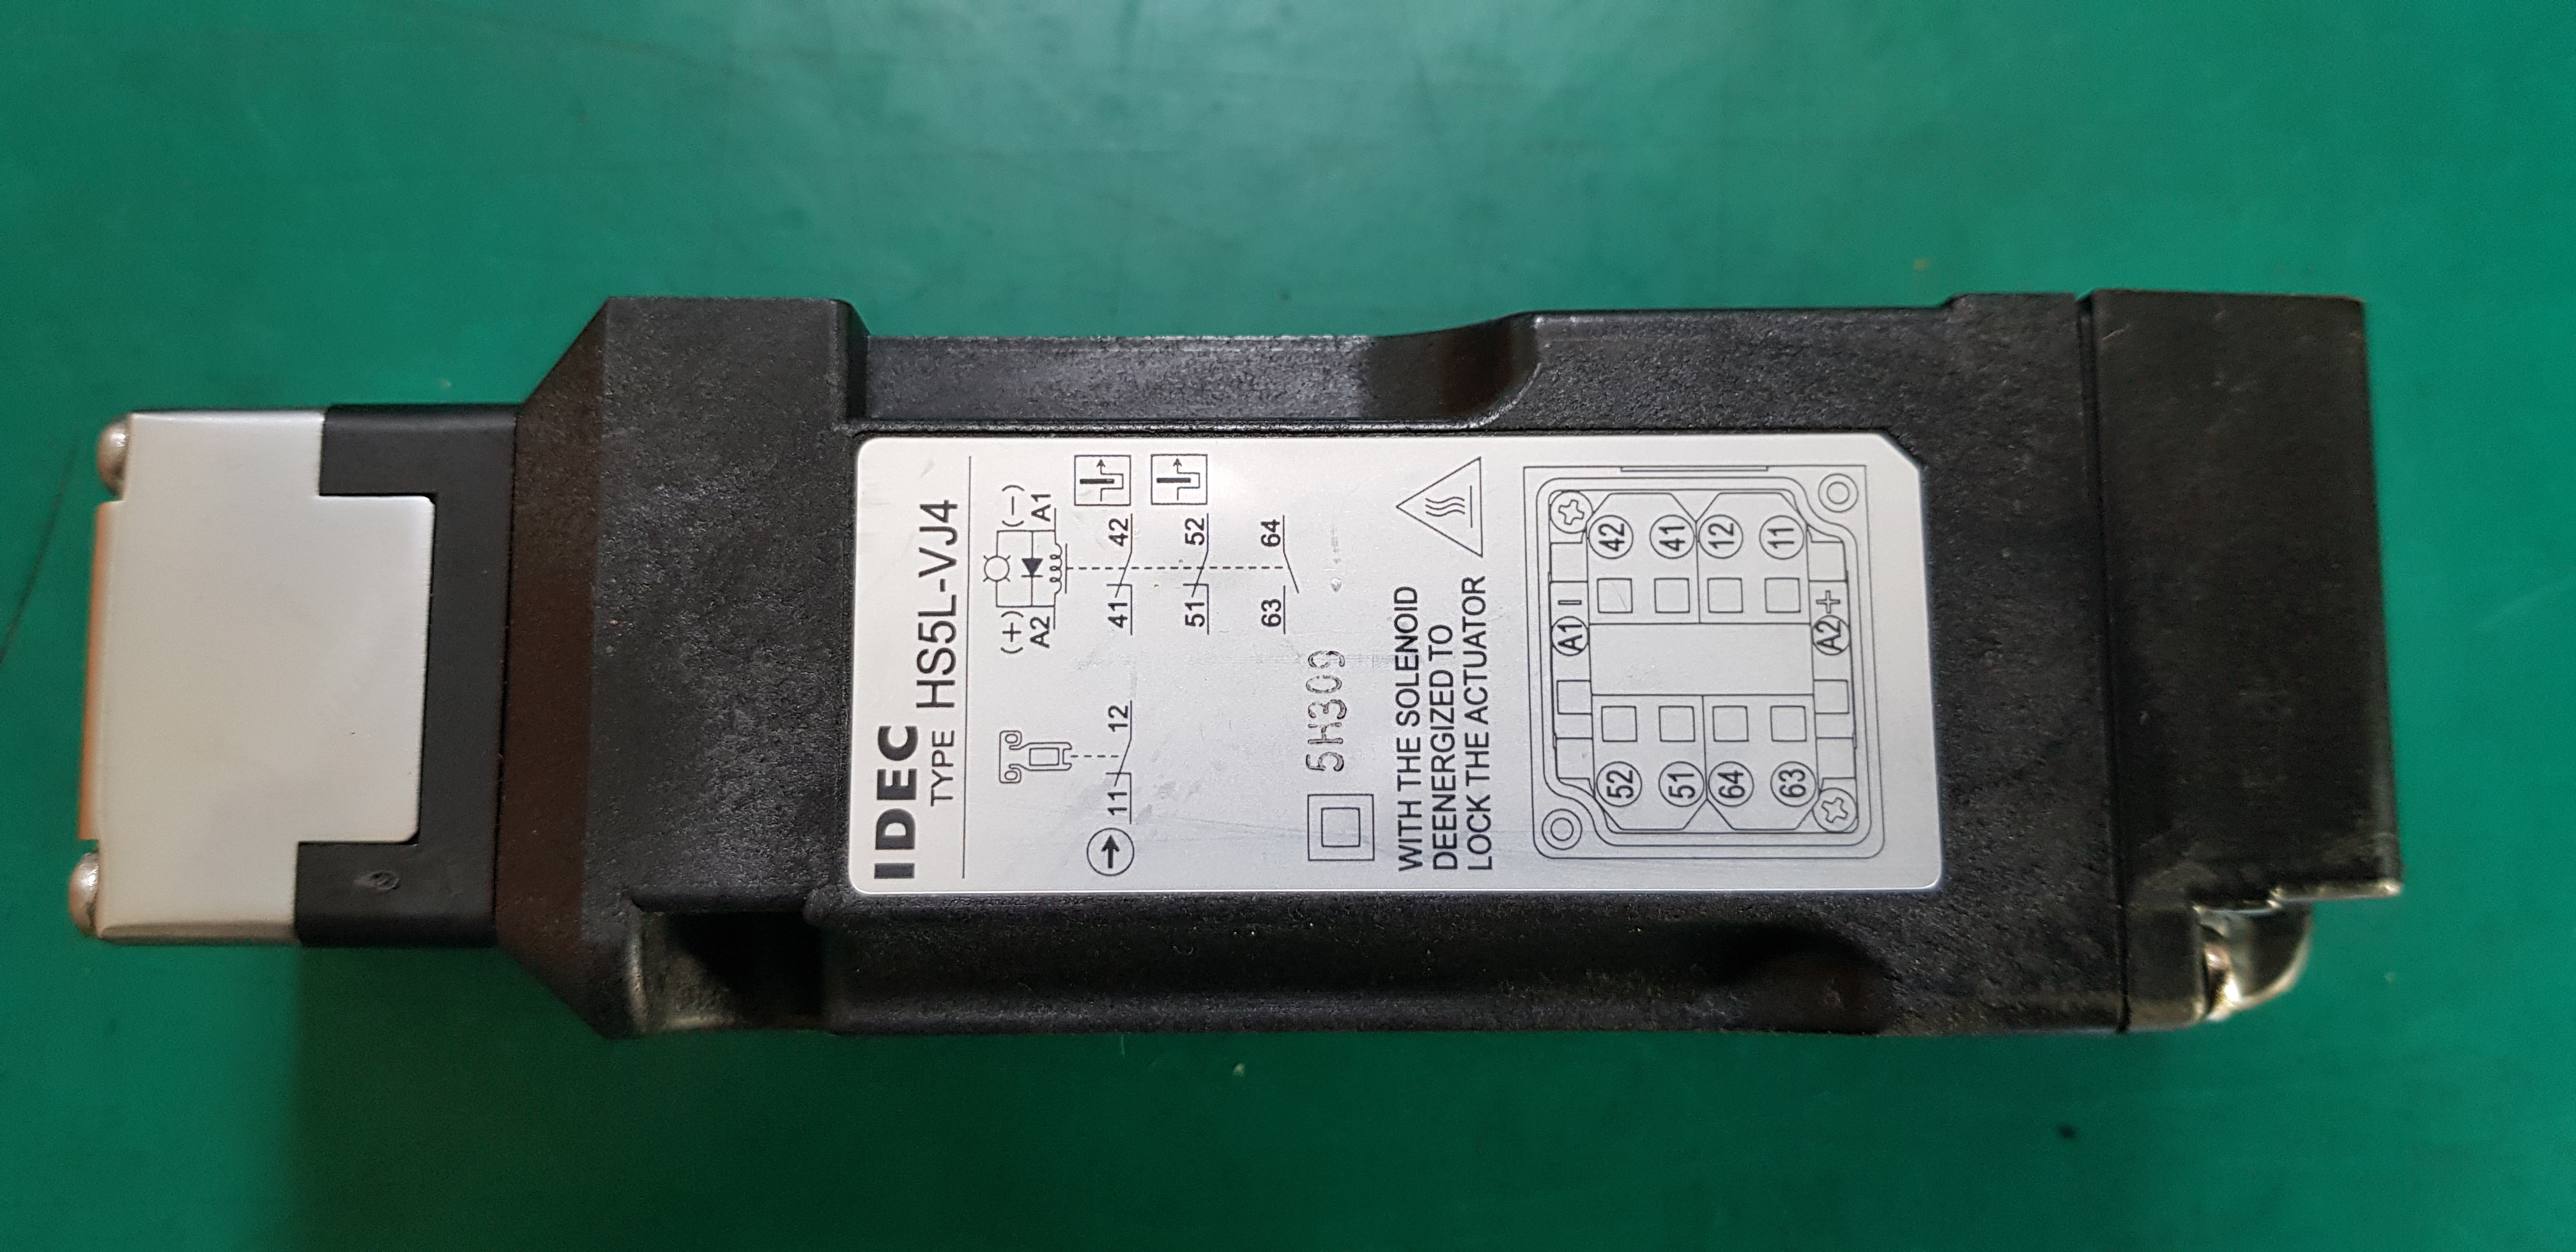 IDEC
TYPE HS5L-VJ4
(+) (-)
A2 A1
11 12 41 42
51 52
63 64
5H309
WITH THE SOLENOID
DEENERGIZED TO
LOCK THE ACTUATOR
A1 -
52 42
51 41
64 12
63 11
A2 +